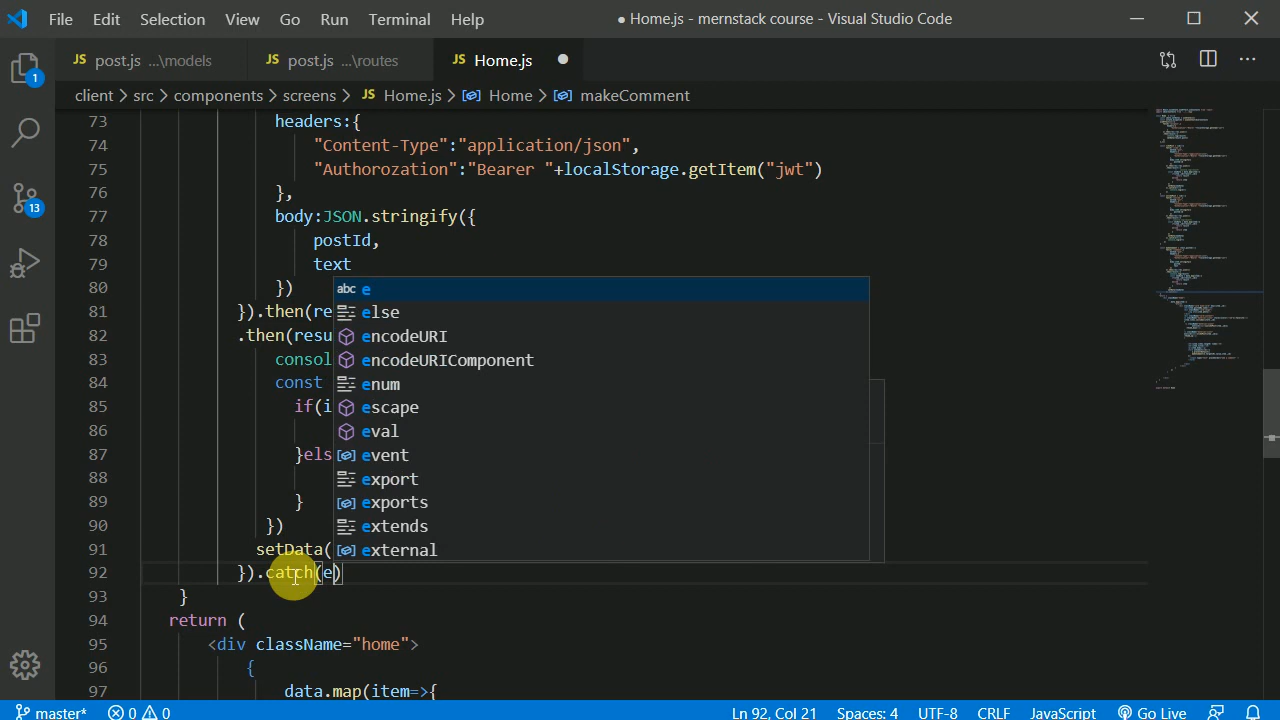 File Edit Selection View Go Run Terminal Help ● Home.js - mernstack course - Visual Studio Code
JS post.js ...\models JS post.js ...\routes JS Home.js
client > src > components > screens > JS Home.js > Home > makeComment
73 headers:{
74 "Content-Type":"application/json",
75 "Authorozation":"Bearer "+localStorage.getItem("jwt")
76 },
77 body:JSON.stringify({
78 postId,
79 text
80 }) abc e
81 }).then(re else
82 .then(resu encodeURI
83 consol encodeURIComponent
84 const enum
85 if(i escape
86 eval
87 }els event
88 export
89 } exports
90 }) extends
91 setData( external
92 }).catch(e)
93 }
94 return (
95 <div className="home">
96 {
97 data.map(item=>{
1
13
master* 0 0 Ln 92, Col 21 Spaces: 4 UTF-8 CRLF JavaScript Go Live